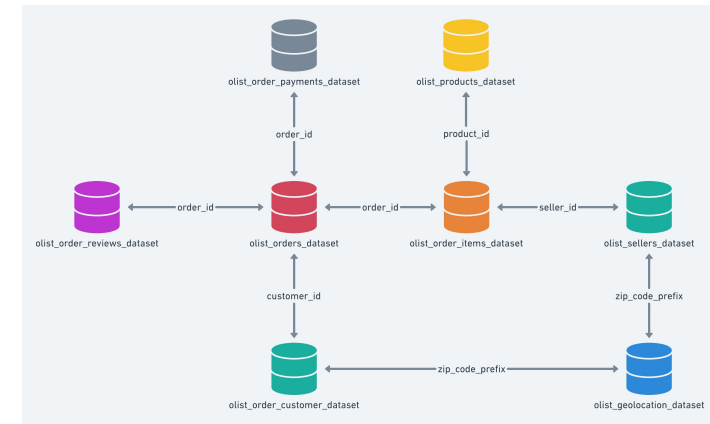 olist_order_payments_dataset
olist_products_dataset
order_id
product_id
order_id
order_id
seller_id
olist_order_reviews_dataset
olist_orders_dataset
olist_order_items_dataset
olist_sellers_dataset
customer_id
zip_code_prefix
zip_code_prefix
olist_order_customer_dataset
olist_geolocation_dataset